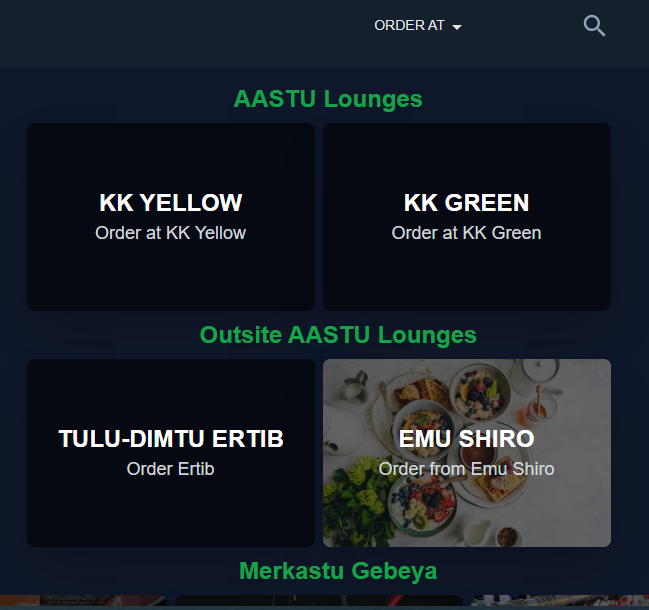 ORDER AT
AASTU Lounges
KK YELLOW
Order at KK Yellow
KK GREEN
Order at KK Green
Outsite AASTU Lounges
TULU-DIMTU ERTIB
Order Ertib
EMU SHIRO
Order from Emu Shiro
Merkastu Gebeya